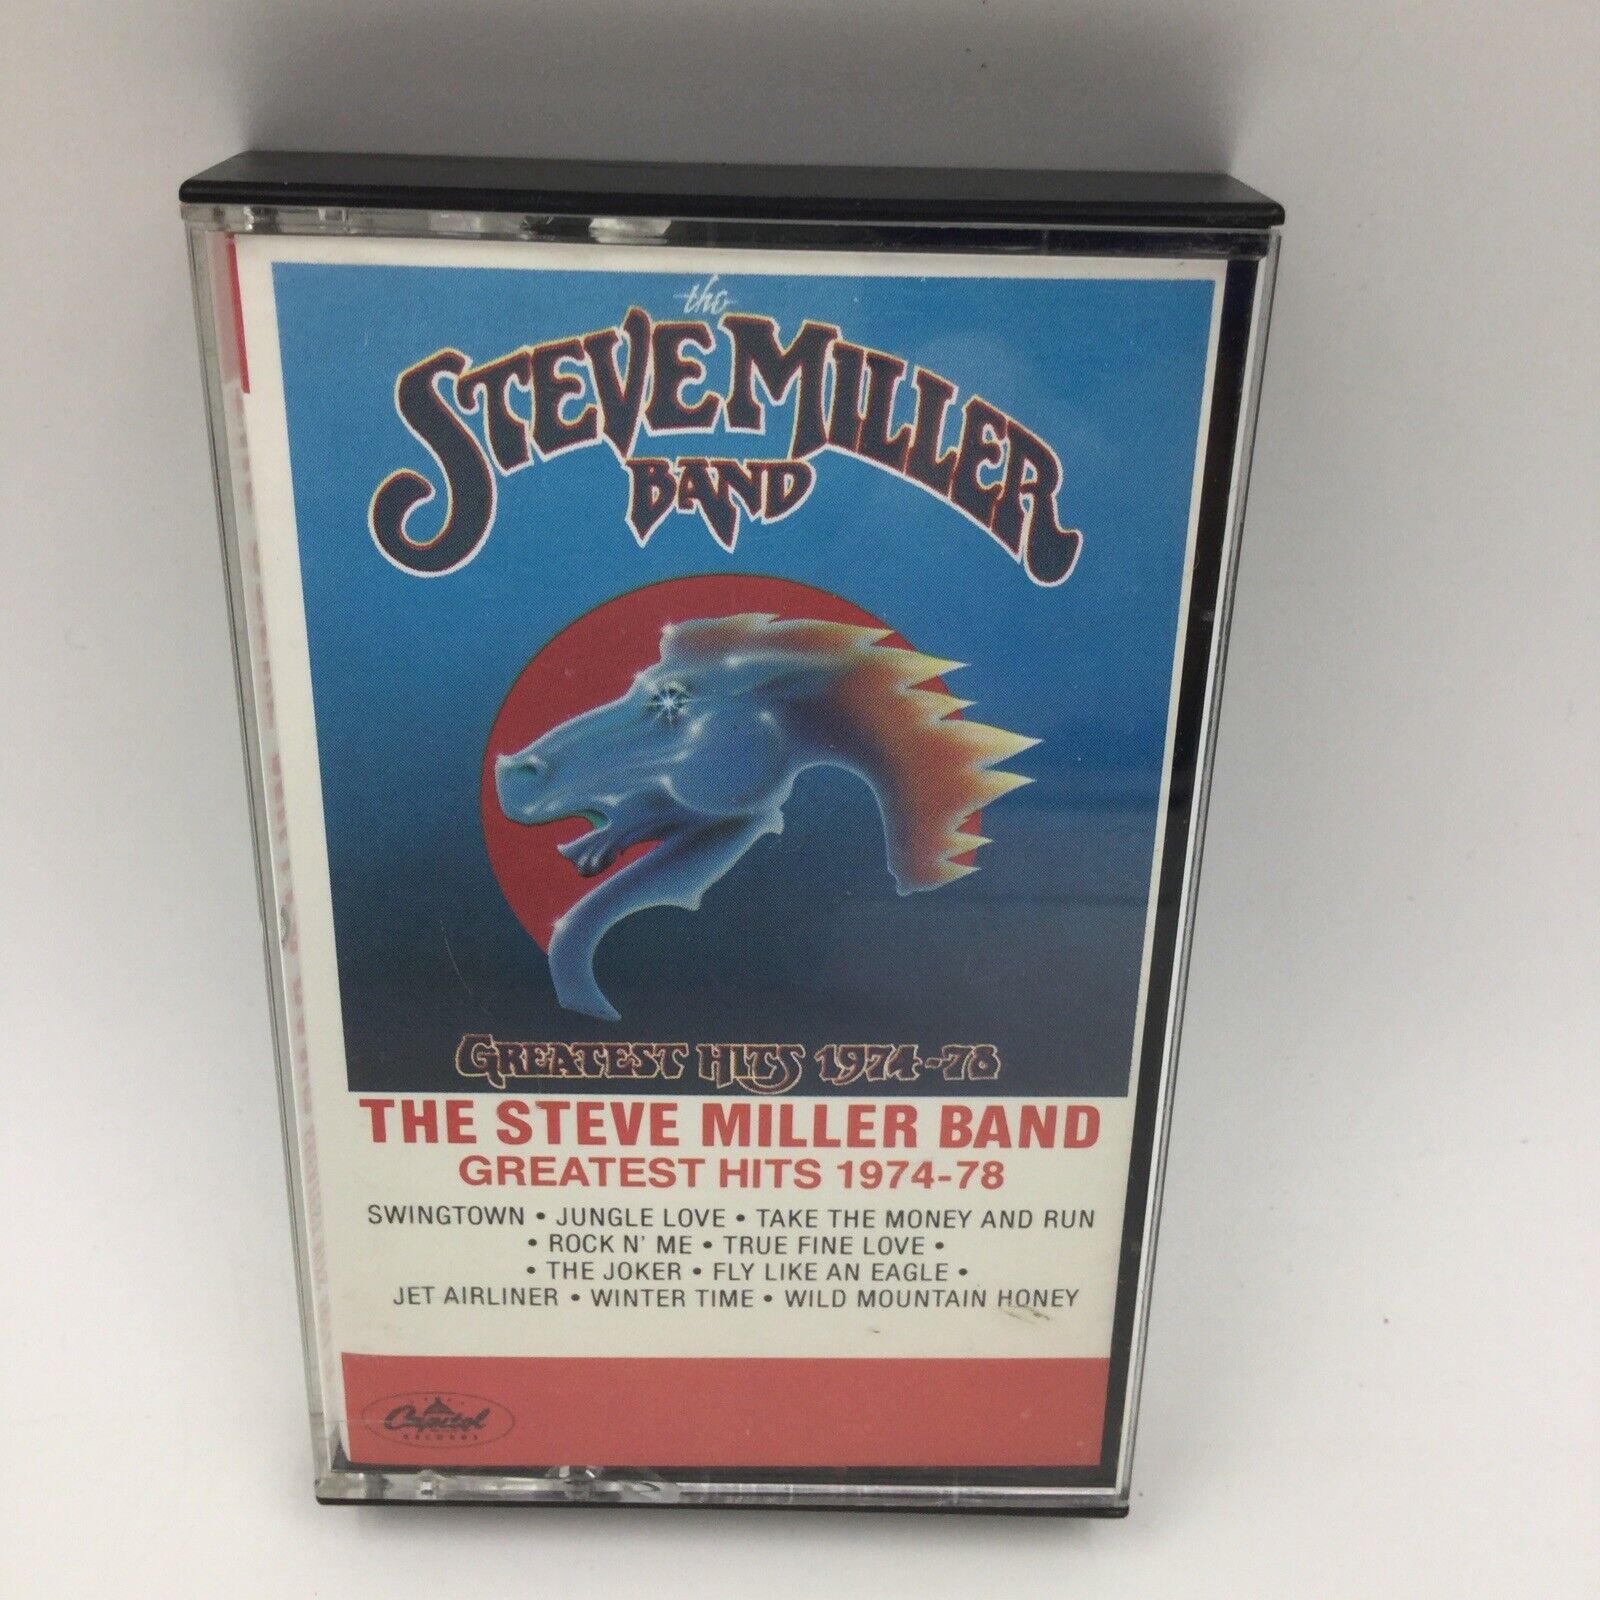 the
STEVE MILLER
BAND
GREATEST HITS 1974-78
THE STEVE MILLER BAND
GREATEST HITS 1974-78
SWINGTOWN • JUNGLE LOVE • TAKE THE MONEY AND RUN
• ROCK N' ME • TRUE FINE LOVE •
• THE JOKER • FLY LIKE AN EAGLE •
JET AIRLINER • WINTER TIME • WILD MOUNTAIN HONEY
Capitol
RECORDS